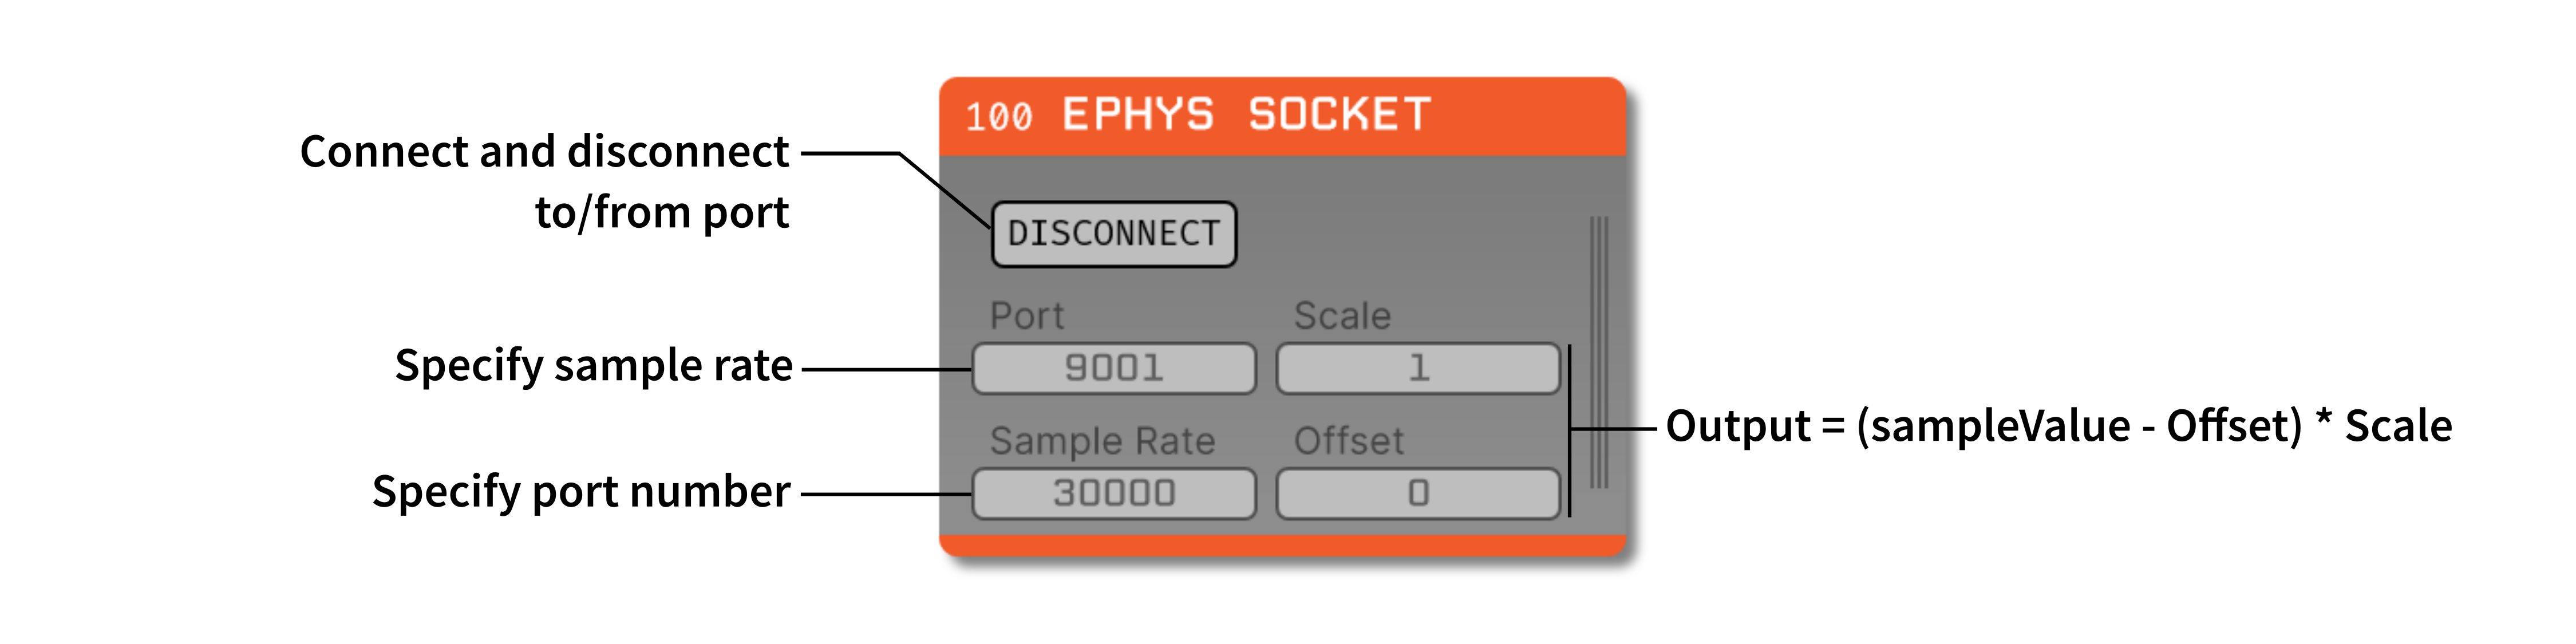 100 EPHYS SOCKET
Connect and disconnect
to/from port
DISCONNECT
Port
Scale
Specify sample rate
9001
1
Output = (sampleValue - Offset) * Scale
Sample Rate
Offset
Specify port number
30000
0